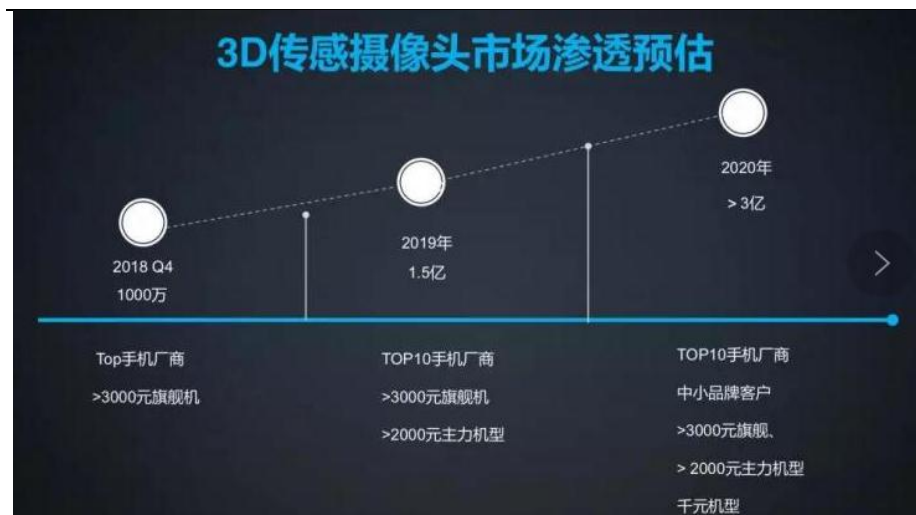 3D传感摄像头市场渗透预估
2018 Q4
1000万
2019年
1.5亿
2020年
> 3亿
Top手机厂商
>3000元旗舰机
TOP10手机厂商
>3000元旗舰机
>2000元主力机型
TOP10手机厂商
中小品牌客户
>3000元旗舰、
> 2000元主力机型
千元机型